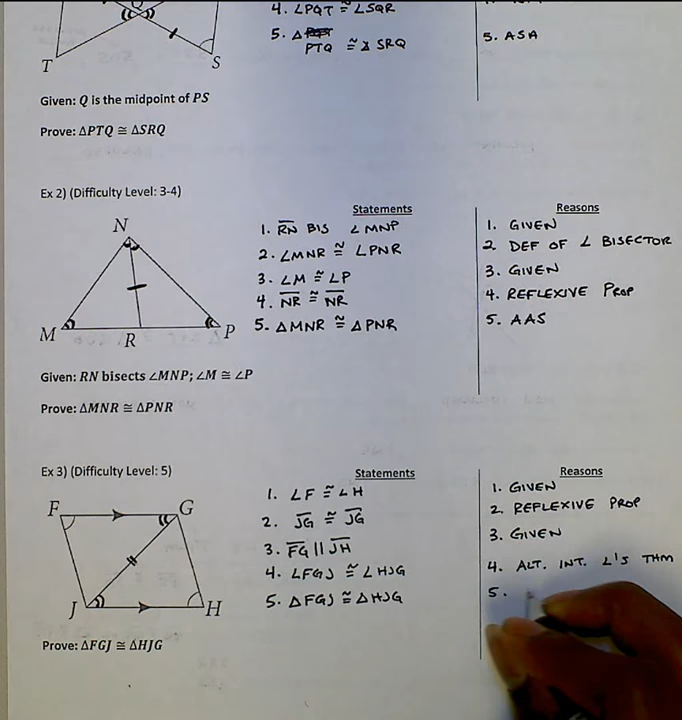 Q
T
S
4. ∠PQT ≅ ∠SQR
5. Δ
PTQ ≅ Δ SRQ
5. ASA
Given: Q is the midpoint of PS
Prove: ΔPTQ ≅ ΔSRQ
Ex 2) (Difficulty Level: 3-4)
N
M
R
P
Statements
Reasons
1. RN BIS ∠MNP
1. GIVEN
2. ∠MNR ≅ ∠PNR
2 DEF OF ∠ BISECTOR
3. ∠M ≅ ∠P
3. GIVEN
4. NR ≅ NR
4. REFLEXIVE PROP
5. ΔMNR ≅ ΔPNR
5. AAS
Given: RN bisects ∠MNP; ∠M ≅ ∠P
Prove: ΔMNR ≅ ΔPNR
Ex 3) (Difficulty Level: 5)
F
G
J
H
Statements
Reasons
1. ∠F ≅ ∠H
1. GIVEN
2. JG ≅ JG
2. REFLEXIVE PROP
3. FG || JH
3. GIVEN
4. ∠FGJ ≅ ∠HJG
4. ALT. INT. ∠'S THM
5. ΔFGJ ≅ ΔHJG
5.
Prove: ΔFGJ ≅ ΔHJG